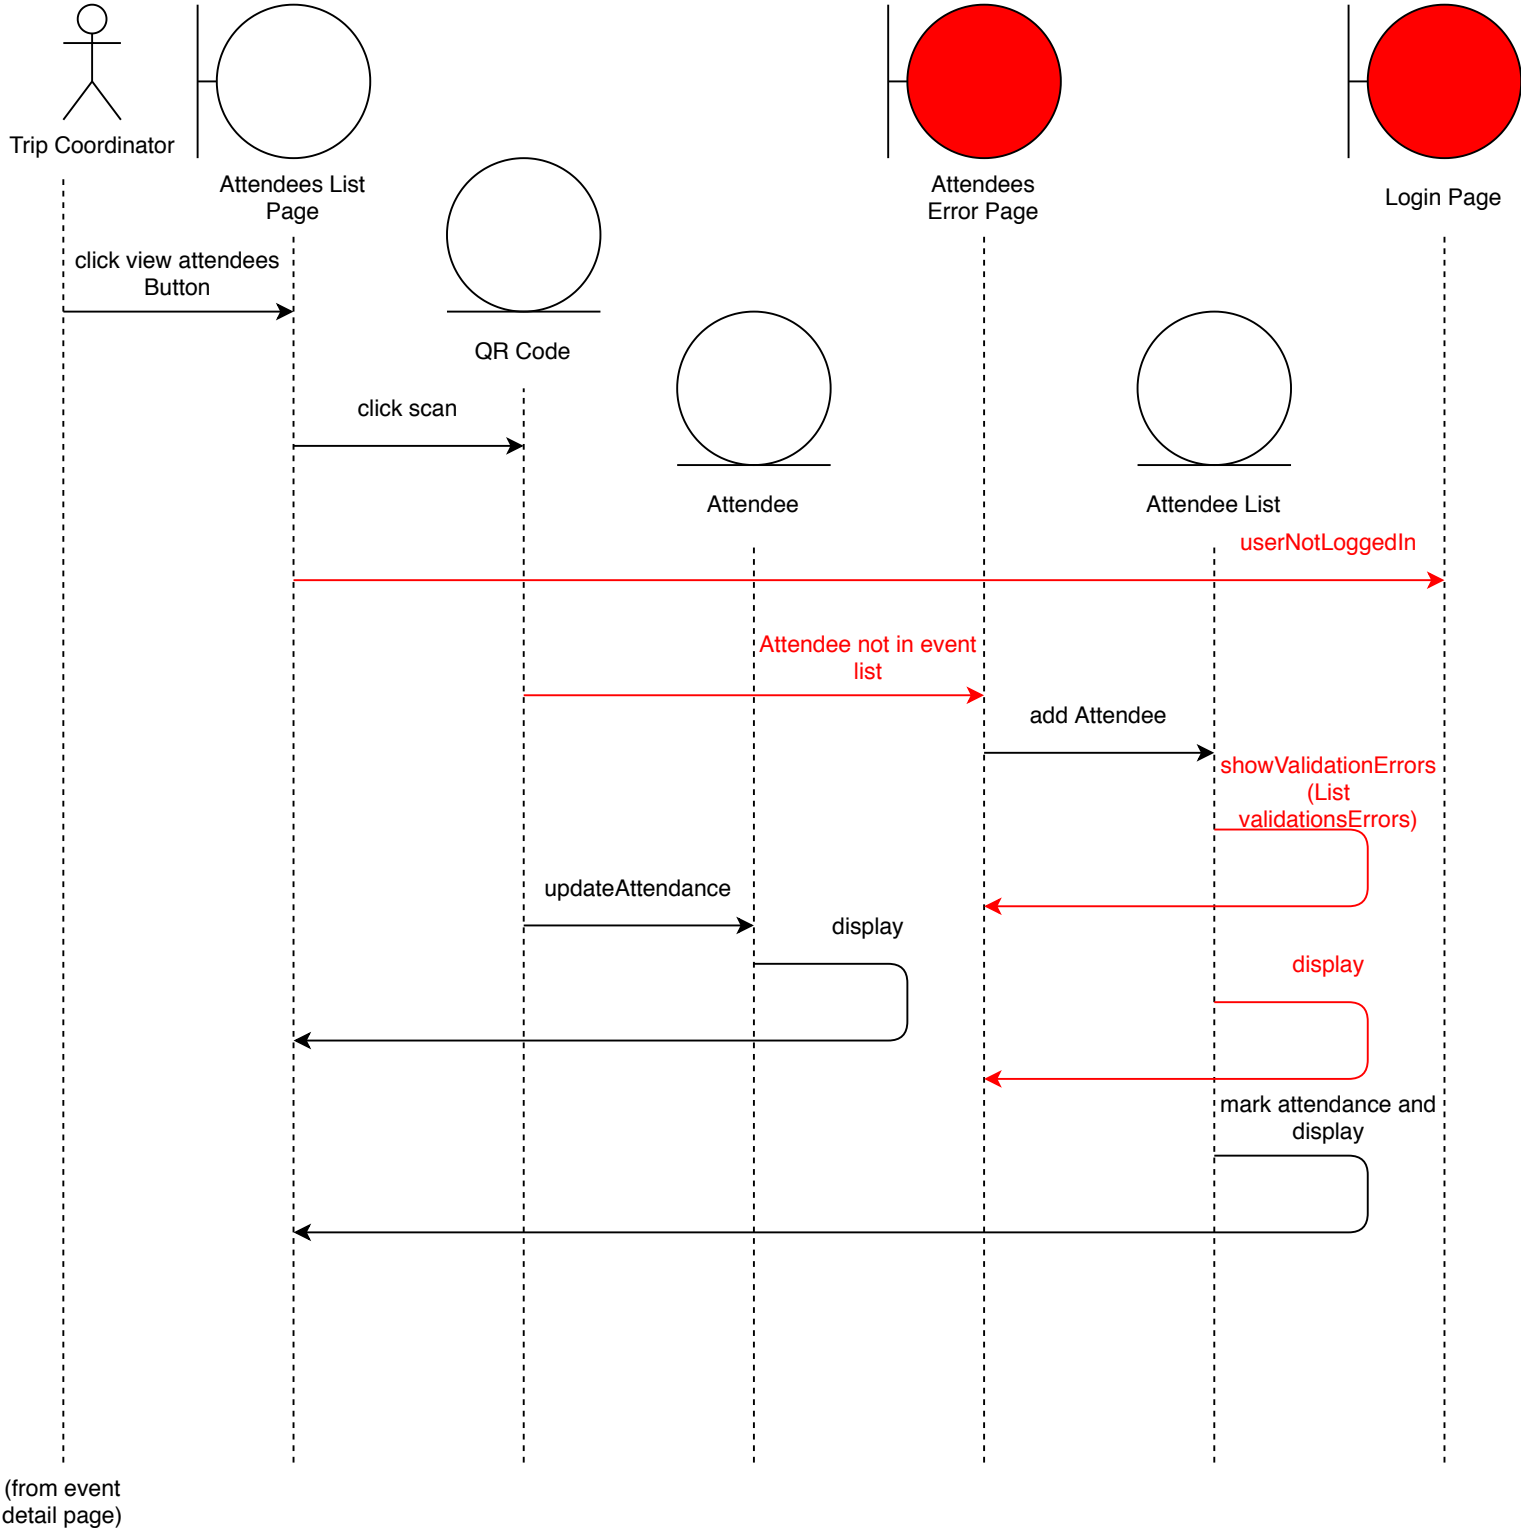 Trip Coordinator
Attendees List
Page
Attendees
Error Page
Login Page
click view attendees
Button
QR Code
click scan
Attendee
Attendee List
userNotLoggedIn
Attendee not in event
list
add Attendee
showValidationErrors
(List
validationsErrors)
updateAttendance
display
display
mark attendance and
display
(from event
detail page)